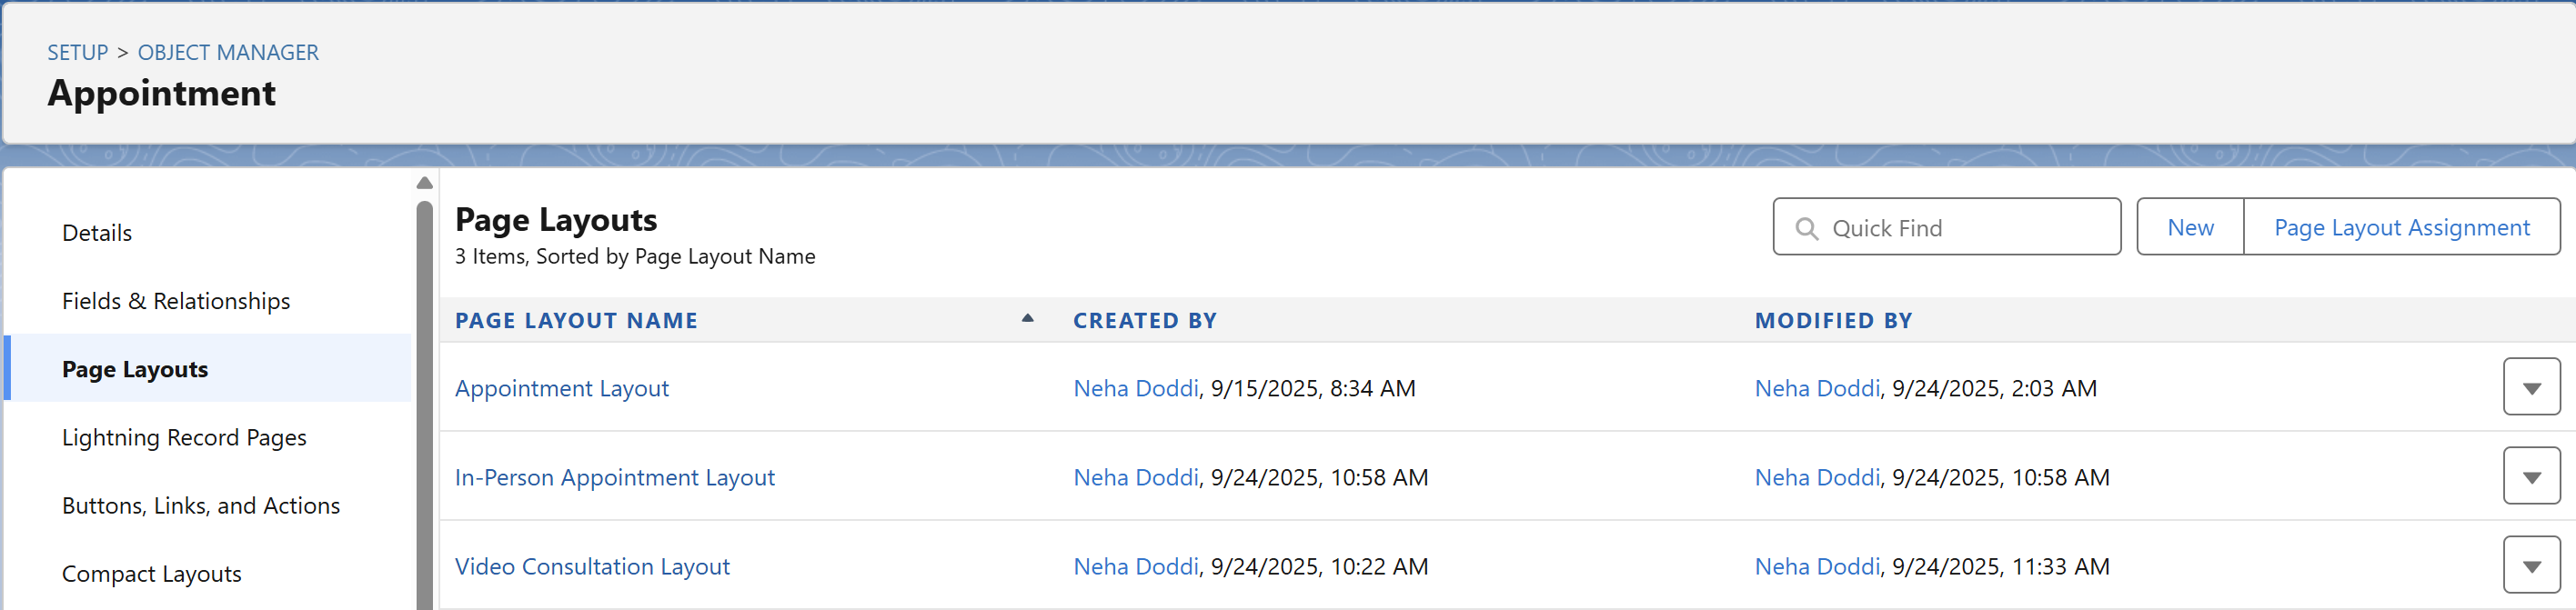 SETUP > OBJECT MANAGER
Appointment
Details
Fields & Relationships
Page Layouts
Lightning Record Pages
Buttons, Links, and Actions
Compact Layouts
Page Layouts
3 Items, Sorted by Page Layout Name
Quick Find
New
Page Layout Assignment
PAGE LAYOUT NAME CREATED BY MODIFIED BY
Appointment Layout Neha Doddi, 9/15/2025, 8:34 AM Neha Doddi, 9/24/2025, 2:03 AM
In-Person Appointment Layout Neha Doddi, 9/24/2025, 10:58 AM Neha Doddi, 9/24/2025, 10:58 AM
Video Consultation Layout Neha Doddi, 9/24/2025, 10:22 AM Neha Doddi, 9/24/2025, 11:33 AM